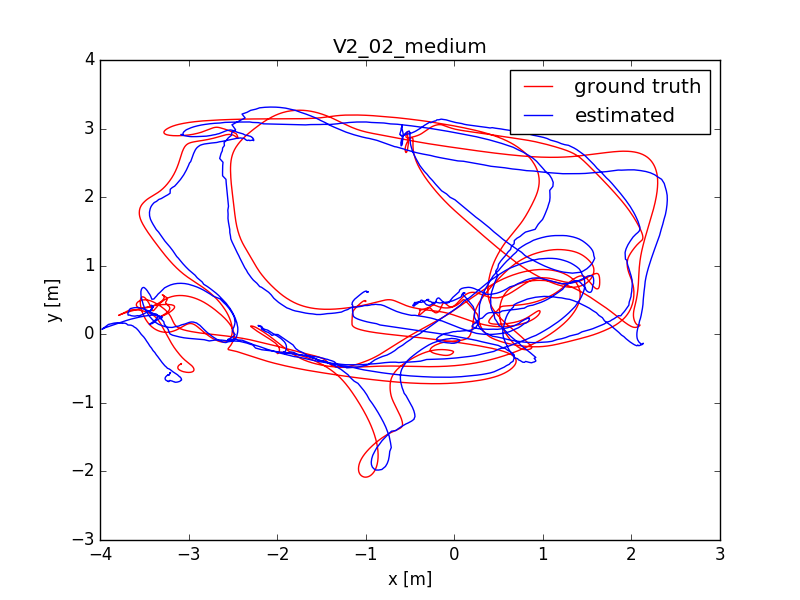 V2_02_medium
ground truth
estimated
4
3
2
1
0
−1
−2
−3
y [m]
−4 −3 −2 −1 0 1 2 3
x [m]